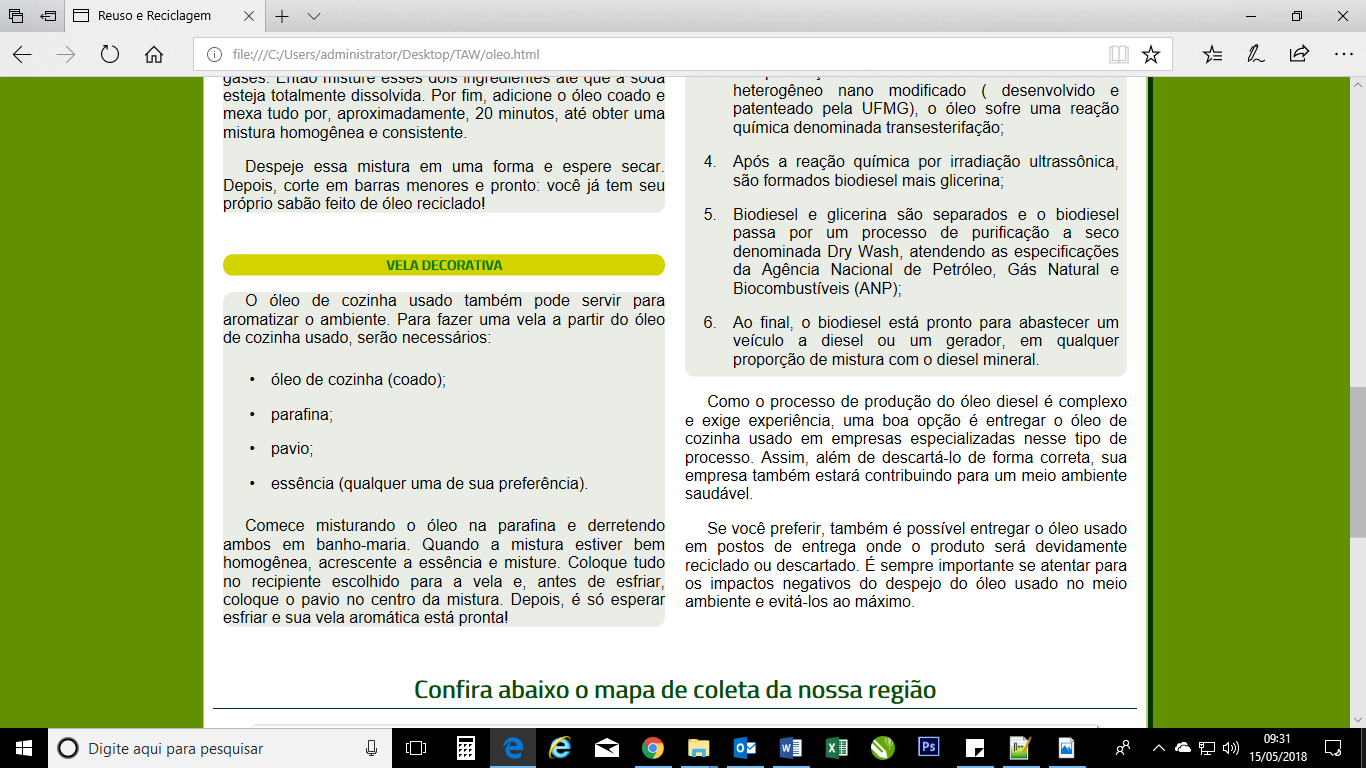 Reuso e Reciclagem
file:///C:/Users/administrator/Desktop/TAW/oleo.html
gases. Então misture esses dois ingredientes até que a soda
esteja totalmente dissolvida. Por fim, adicione o óleo coado e
mexa tudo por, aproximadamente, 20 minutos, até obter uma
mistura homogênea e consistente.
Despeje essa mistura em uma forma e espere secar.
Depois, corte em barras menores e pronto: você já tem seu
próprio sabão feito de óleo reciclado!
VELA DECORATIVA
O óleo de cozinha usado também pode servir para
aromatizar o ambiente. Para fazer uma vela a partir do óleo
de cozinha usado, serão necessários:
• óleo de cozinha (coado);
• parafina;
• pavio;
• essência (qualquer uma de sua preferência).
Comece misturando o óleo na parafina e derretendo
ambos em banho-maria. Quando a mistura estiver bem
homogênea, acrescente a essência e misture. Coloque tudo
no recipiente escolhido para a vela e, antes de esfriar,
coloque o pavio no centro da mistura. Depois, é só esperar
esfriar e sua vela aromática está pronta!
heterogêneo nano modificado ( desenvolvido e
patenteado pela UFMG), o óleo sofre uma reação
química denominada transesterifação;
4. Após a reação química por irradiação ultrassônica,
são formados biodiesel mais glicerina;
5. Biodiesel e glicerina são separados e o biodiesel
passa por um processo de purificação a seco
denominada Dry Wash, atendendo as especificações
da Agência Nacional de Petróleo, Gás Natural e
Biocombustíveis (ANP);
6. Ao final, o biodiesel está pronto para abastecer um
veículo a diesel ou um gerador, em qualquer
proporção de mistura com o diesel mineral.
Como o processo de produção do óleo diesel é complexo
e exige experiência, uma boa opção é entregar o óleo de
cozinha usado em empresas especializadas nesse tipo de
processo. Assim, além de descartá-lo de forma correta, sua
empresa também estará contribuindo para um meio ambiente
saudável.
Se você preferir, também é possível entregar o óleo usado
em postos de entrega onde o produto será devidamente
reciclado ou descartado. É sempre importante se atentar para
os impactos negativos do despejo do óleo usado no meio
ambiente e evitá-los ao máximo.
Confira abaixo o mapa de coleta da nossa região
Digite aqui para pesquisar
09:31
15/05/2018